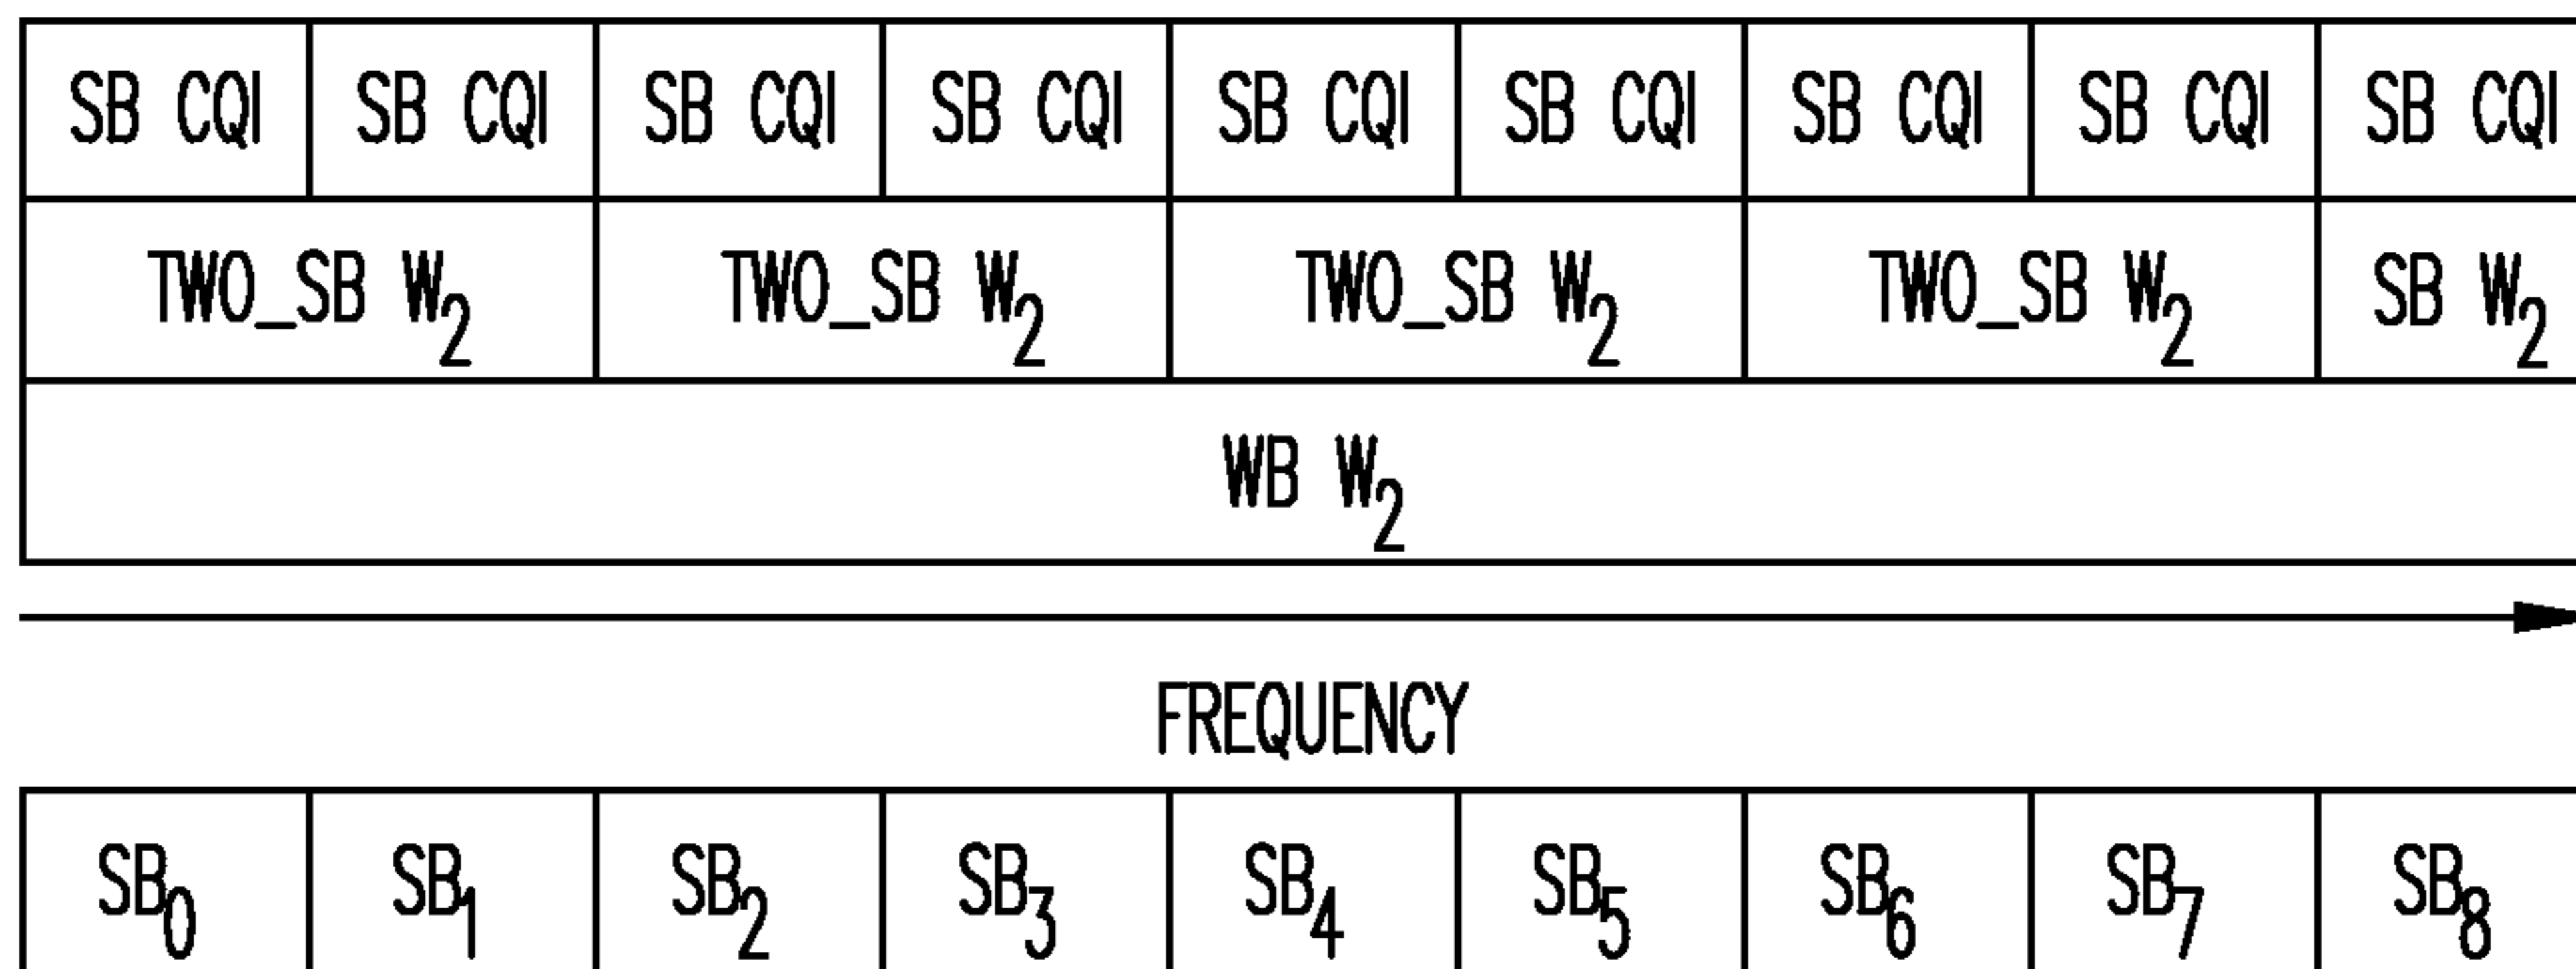 SB CQI SB CQI SB CQI SB CQI SB CQI SB CQI SB CQI SB CQI SB CQI
TWO_SB W₂ TWO_SB W₂ TWO_SB W₂ TWO_SB W₂ SB W₂
WB W₂
FREQUENCY
SB₀ SB₁ SB₂ SB₃ SB₄ SB₅ SB₆ SB₇ SB₈